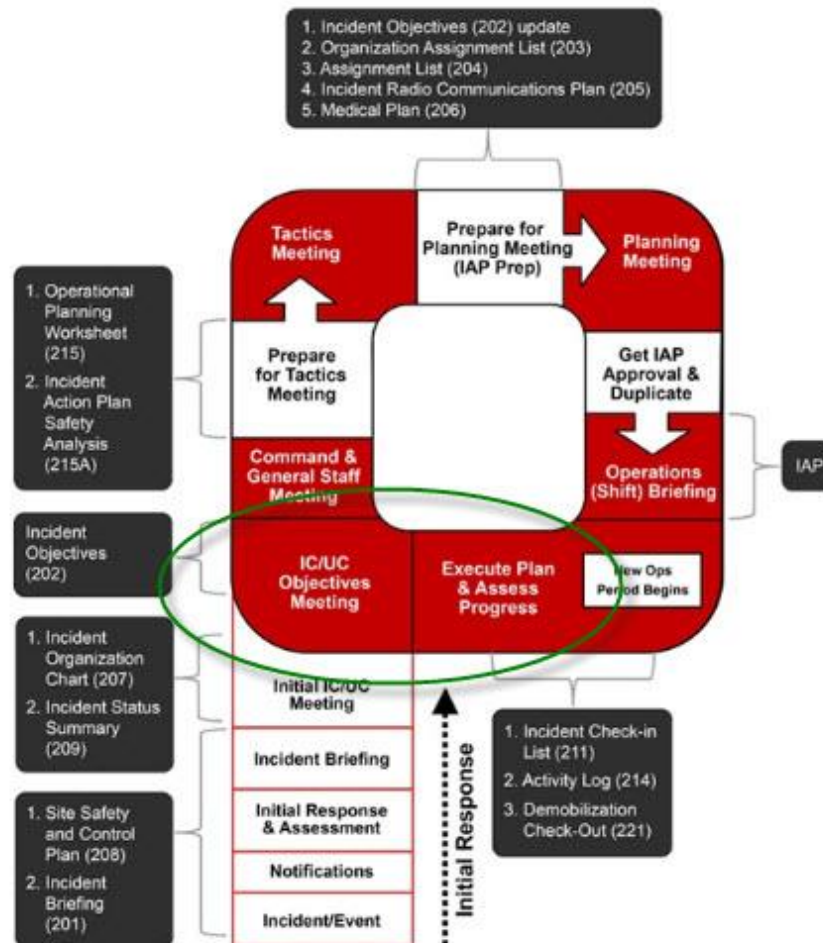 1. Incident Objectives (202) update
2. Organization Assignment List (203)
3. Assignment List (204)
4. Incident Radio Communications Plan (205)
5. Medical Plan (206)
Tactics
Meeting
Prepare for
Planning Meeting
(IAP Prep)
Planning
Meeting
1. Operational
Planning
Worksheet
(215)
2. Incident
Action Plan
Safety
Analysis
(215A)
Prepare
for Tactics
Meeting
Get IAP
Approval &
Duplicate
Command &
General Staff
Meeting
Operations
(Shift) Briefing
IAP
Incident
Objectives
(202)
IC/UC
Objectives
Meeting
Execute Plan
& Assess
Progress
New Ops
Period Begins
1. Incident
Organization
Chart (207)
2. Incident Status
Summary
(209)
Initial IC/UC
Meeting
Incident Briefing
1. Incident Check-in
List (211)
2. Activity Log (214)
3. Demobilization
Check-Out (221)
1. Site Safety
and Control
Plan (208)
2. Incident
Briefing
(201)
Initial Response
& Assessment
Notifications
Incident/Event
Initial Response